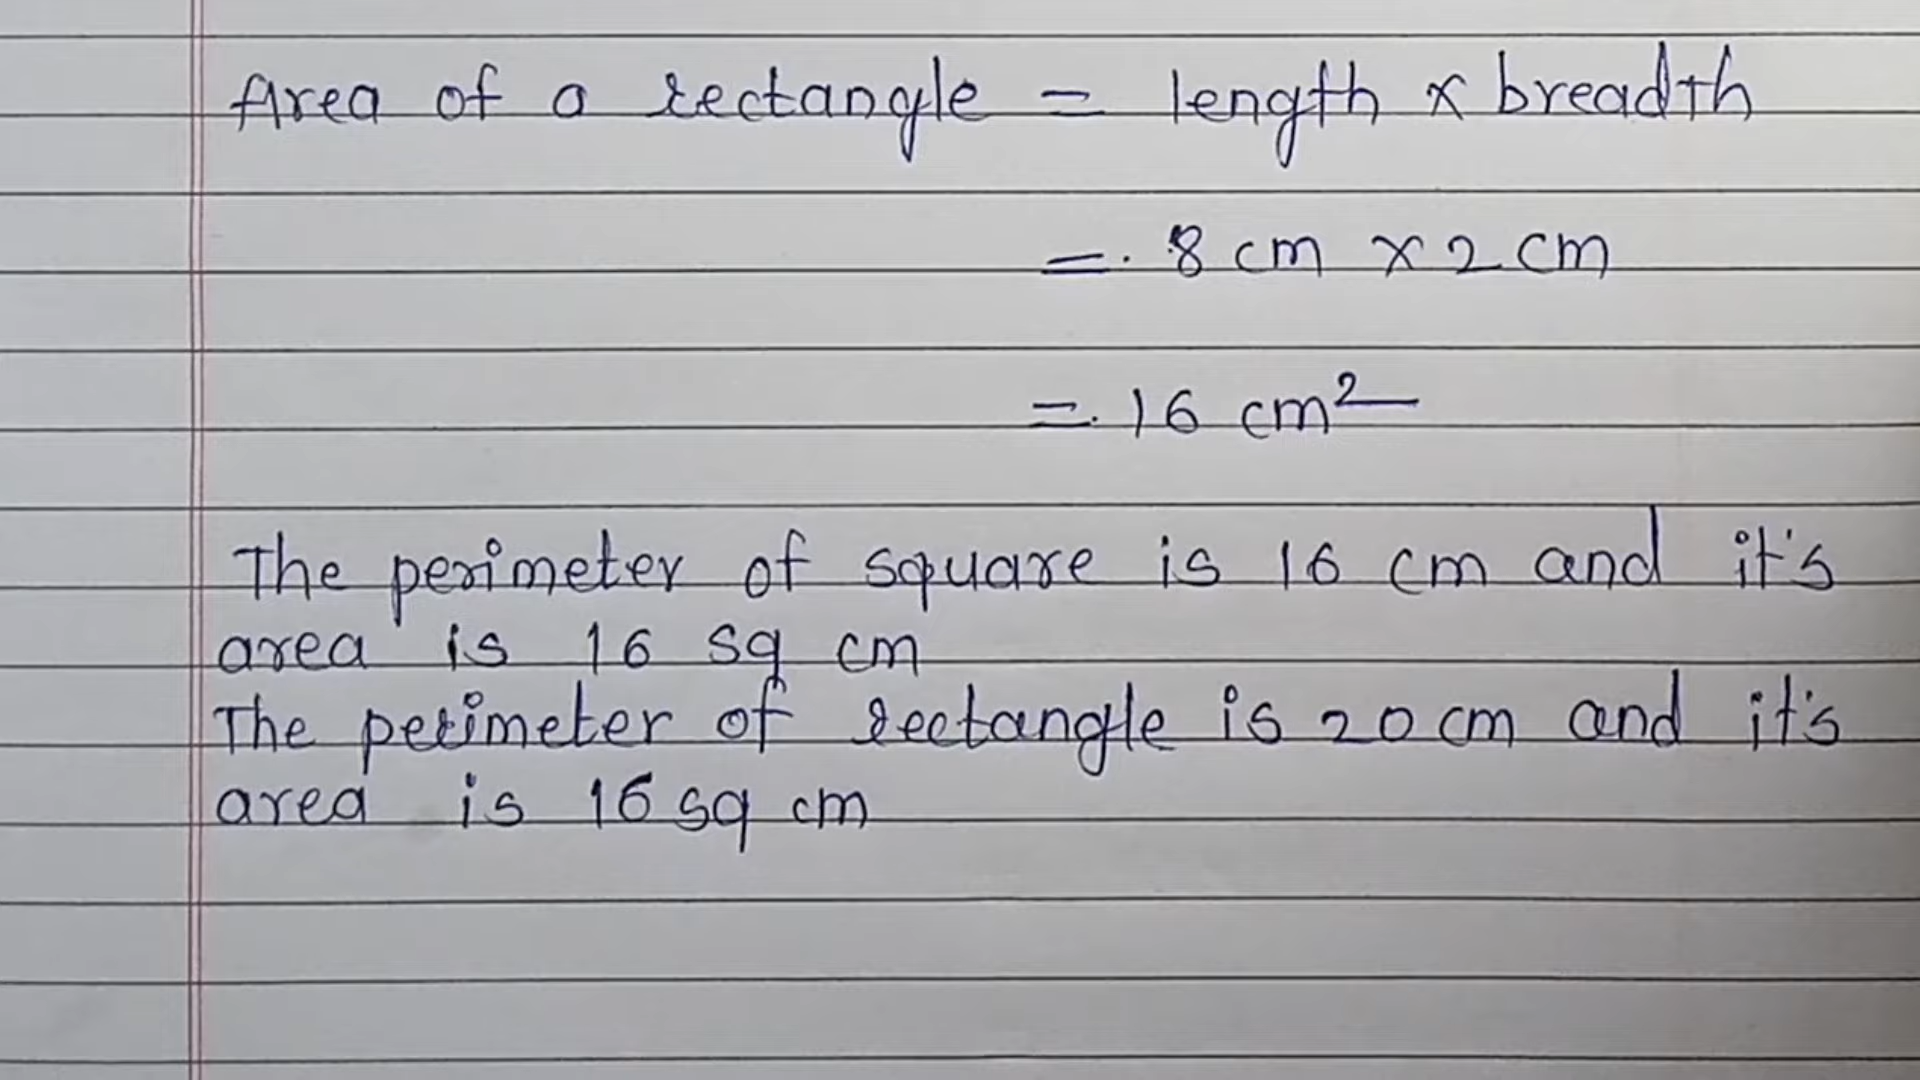 Area of a rectangle = length x breadth
= 8 cm x 2 cm
= 16 cm²
The perimeter of square is 16 cm and it's
area is 16 sq cm
The perimeter of rectangle is 20 cm and it's
area is 16 sq cm